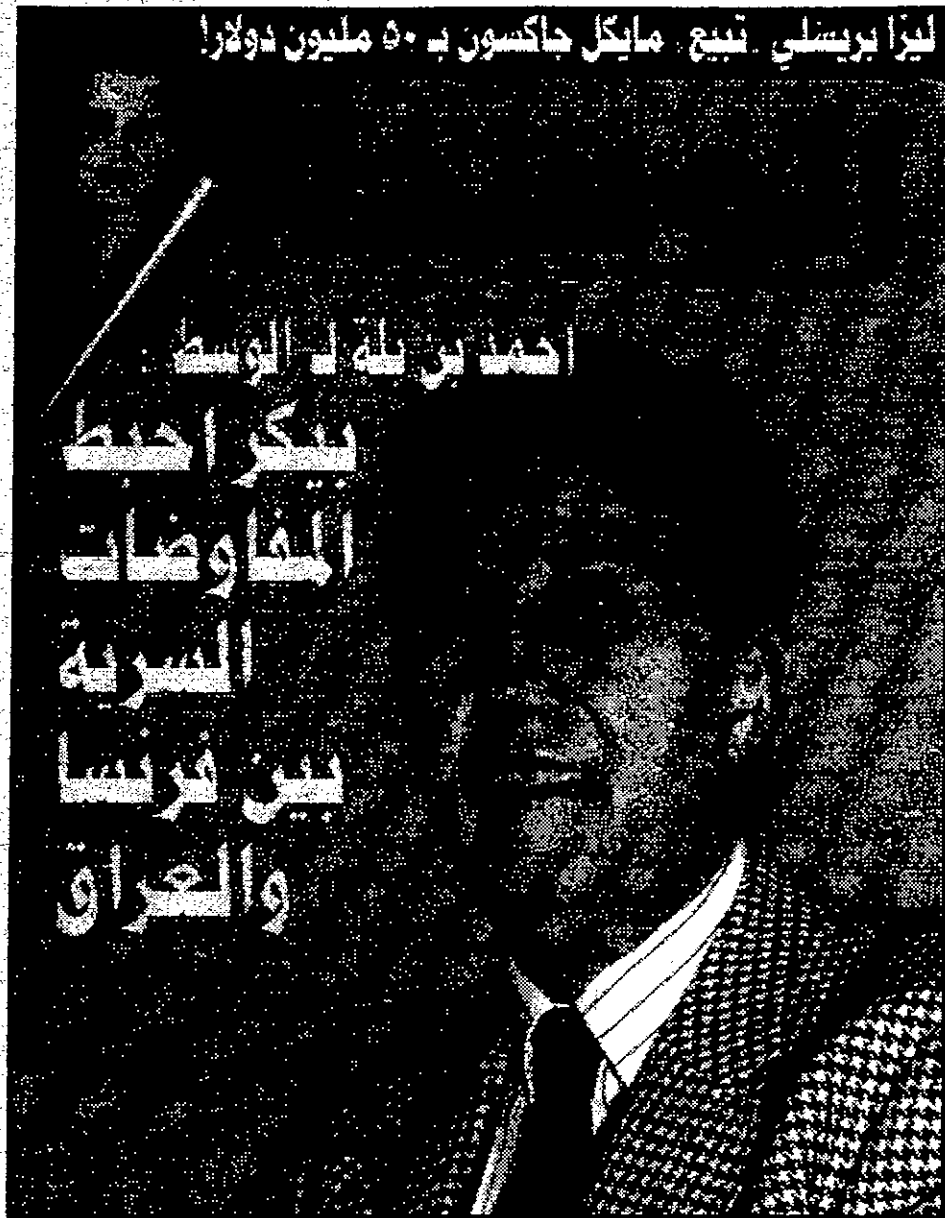 ليزا بريسلي "تبيع" مايكل جاكسون بـ ٥٠ مليون دولار!
احمد بن بلة لـ "الوسط":
بيكر احبط
المفاوضات
السرية
بين فرنسا
والعراق